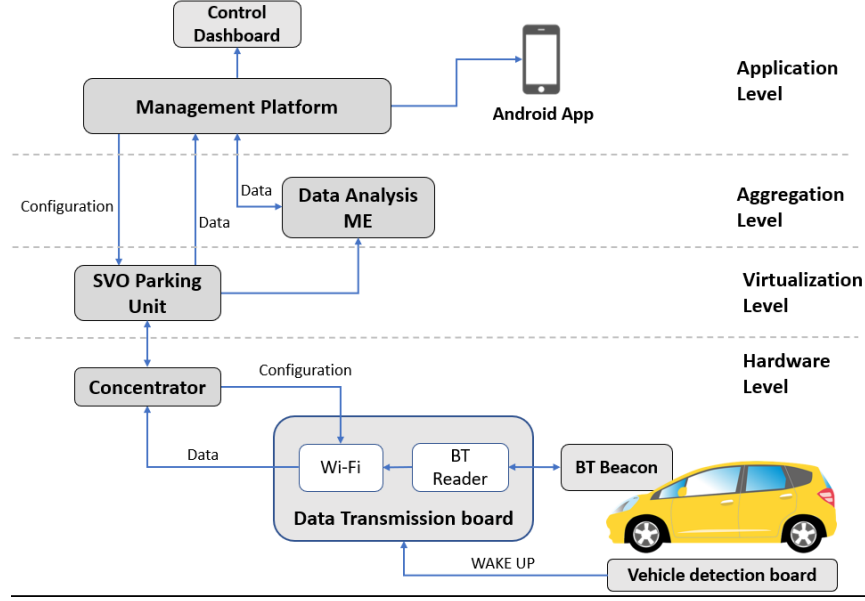 Control
Dashboard
Management Platform
Android App
Application
Level
Configuration
Data
Data
Data Analysis
ME
Aggregation
Level
SVO Parking
Unit
Virtualization
Level
Hardware
Level
Concentrator
Configuration
Data
Wi-Fi
BT
Reader
BT Beacon
Data Transmission board
WAKE UP
Vehicle detection board